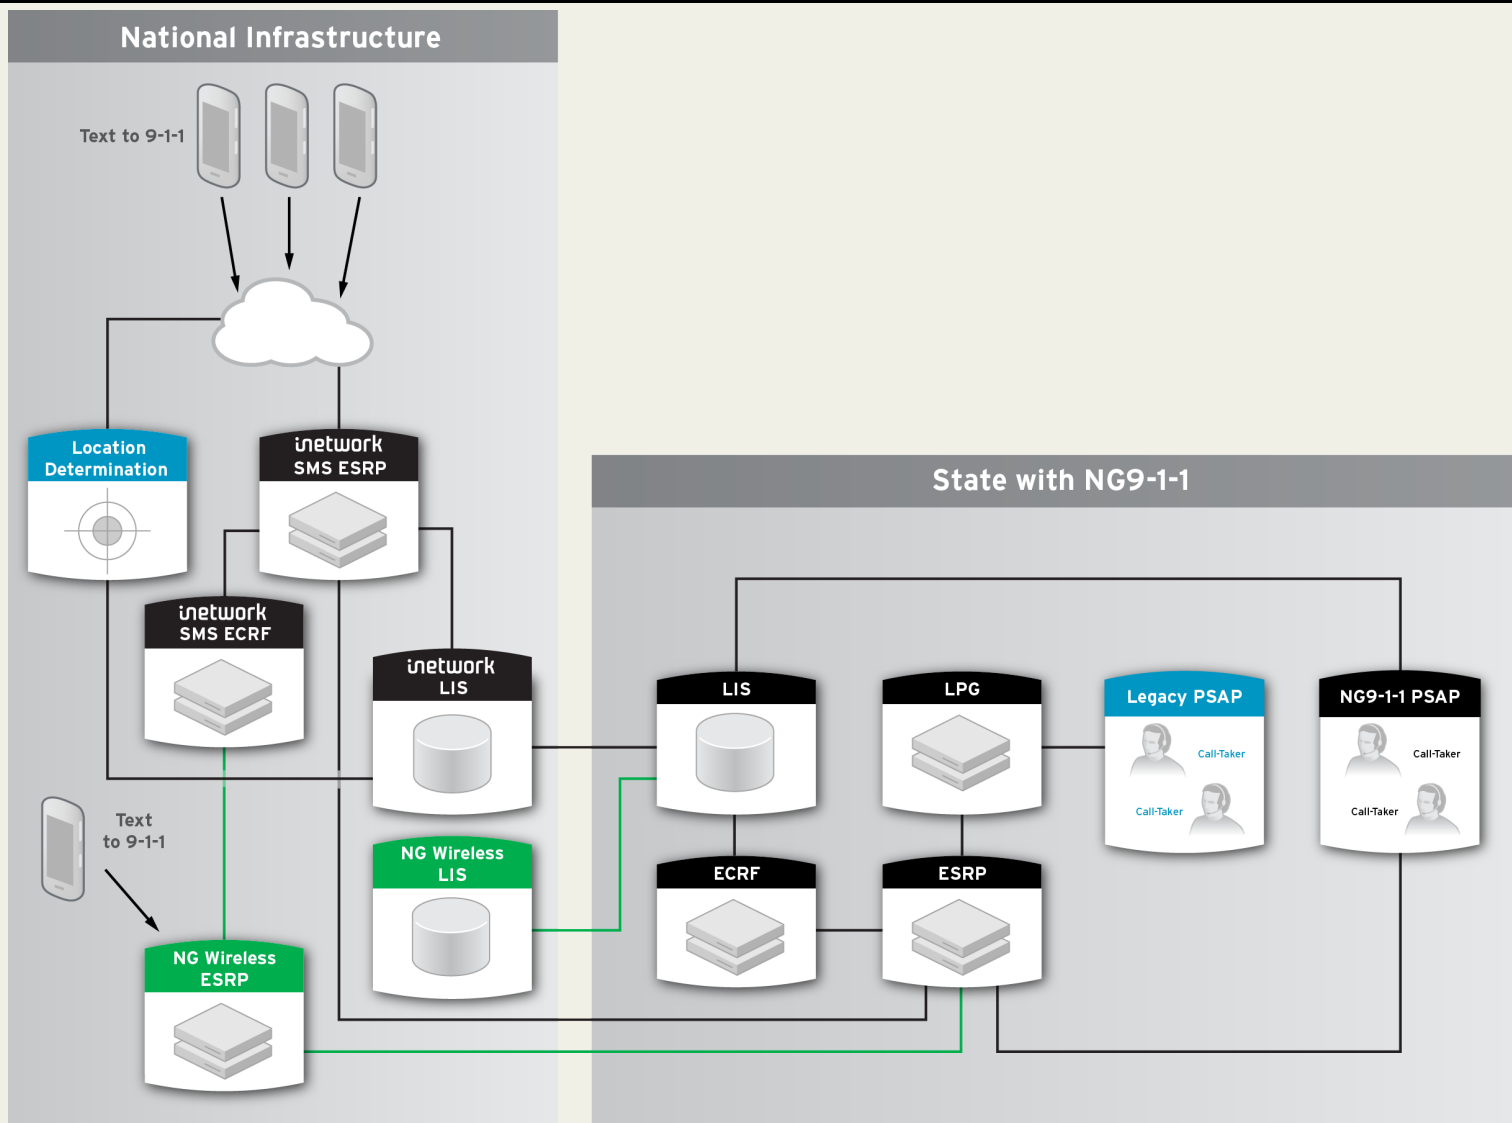 National Infrastructure
Text to 9-1-1
Location
Determination
inetwork
SMS ESRP
State with NG9-1-1
inetwork
SMS ECRF
inetwork
LIS
LIS
LPG
Legacy PSAP
Call-Taker
Call-Taker
NG9-1-1 PSAP
Call-Taker
Call-Taker
Text
to 9-1-1
NG Wireless
LIS
ECRF
ESRP
NG Wireless
ESRP